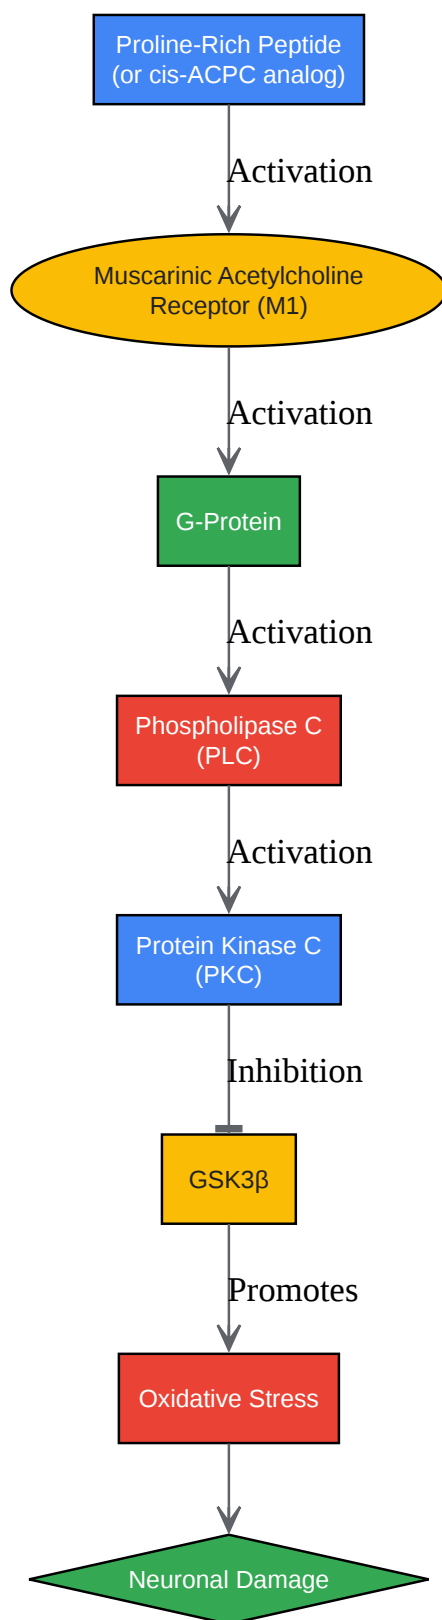 Proline-Rich Peptide
(or cis-ACPC analog)
Activation
Muscarinic Acetylcholine
Receptor (M1)
Activation
G-Protein
Activation
Phospholipase C
(PLC)
Activation
Protein Kinase C
(PKC)
Inhibition
GSK3β
Promotes
Oxidative Stress
Neuronal Damage